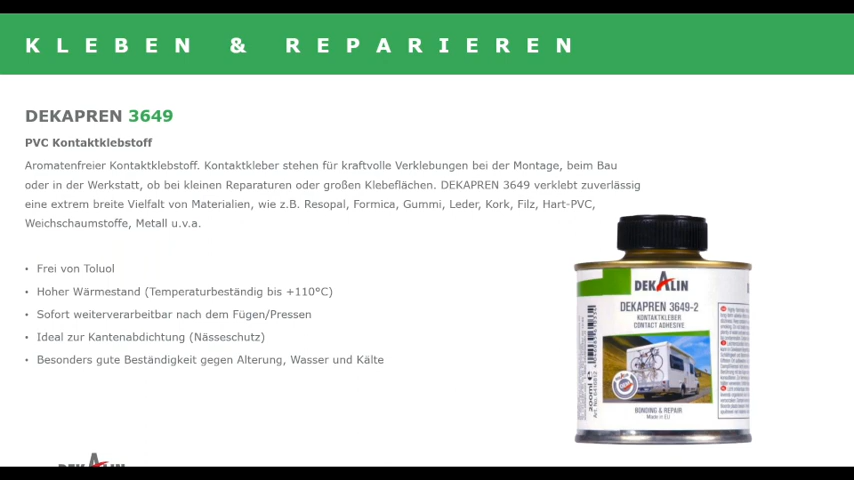 KLEBEN & REPARIEREN
DEKAPREN 3649
PVC Kontaktklebstoff
Aromatenfreier Kontaktklebstoff. Kontaktkleber stehen für kraftvolle Verklebungen bei der Montage, beim Bau
oder in der Werkstatt, ob bei kleinen Reparaturen oder großen Klebeflächen. DEKAPREN 3649 verklebt zuverlässig
eine extrem breite Vielfalt von Materialien, wie z.B. Resopal, Formica, Gummi, Leder, Kork, Filz, Hart-PVC,
Weichschaumstoffe, Metall u.v.a.
• Frei von Toluol
• Hoher Wärmestand (Temperaturbeständig bis +110°C)
• Sofort weiterverarbeitbar nach dem Fügen/Pressen
• Ideal zur Kantenabdichtung (Nässeschutz)
• Besonders gute Beständigkeit gegen Alterung, Wasser und Kälte
DEKALIN
DEKAPREN 3649-2
KONTAKTKLEBER
CONTACT ADHESIVE
200ml e
BONDING & REPAIR
Made in EU
DEKALIN